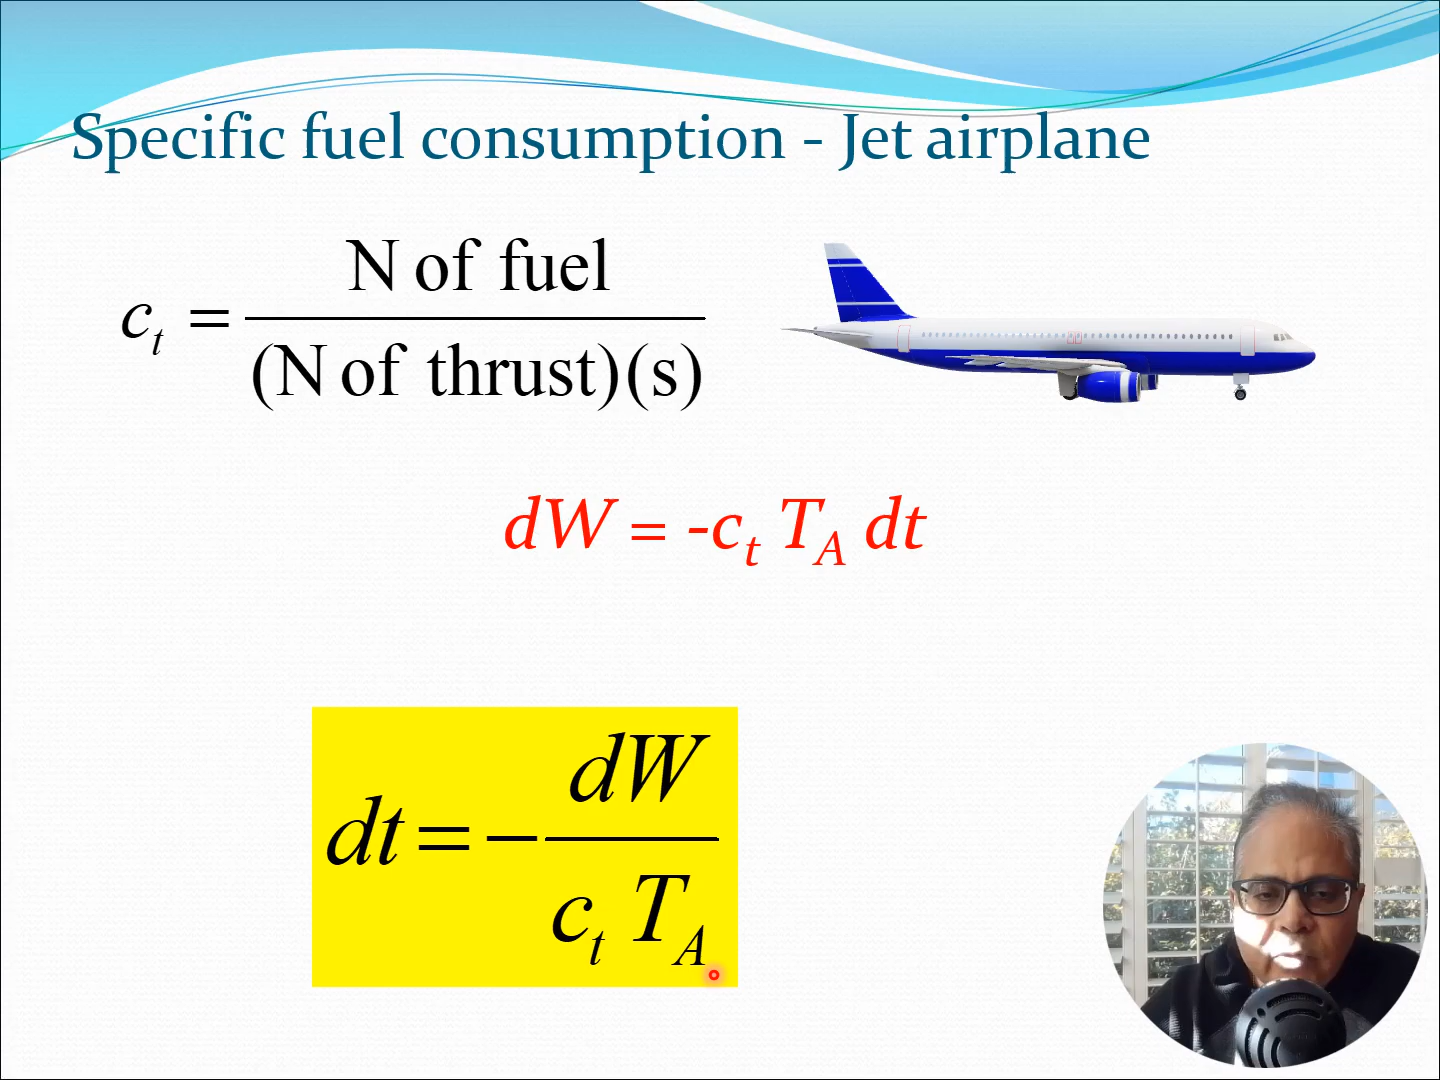 Specific fuel consumption - Jet airplane
c_t = N of fuel / (N of thrust)(s)
dW = -c_t T_A dt
dt = − dW / c_t T_A